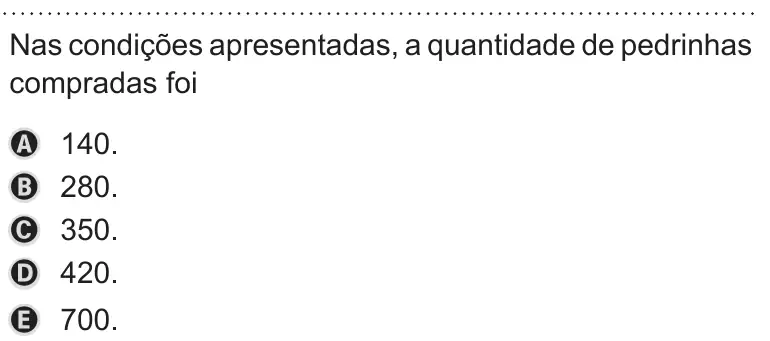 Nas condições apresentadas, a quantidade de pedrinhas
compradas foi
A 140.
B 280.
C 350.
D 420.
E 700.